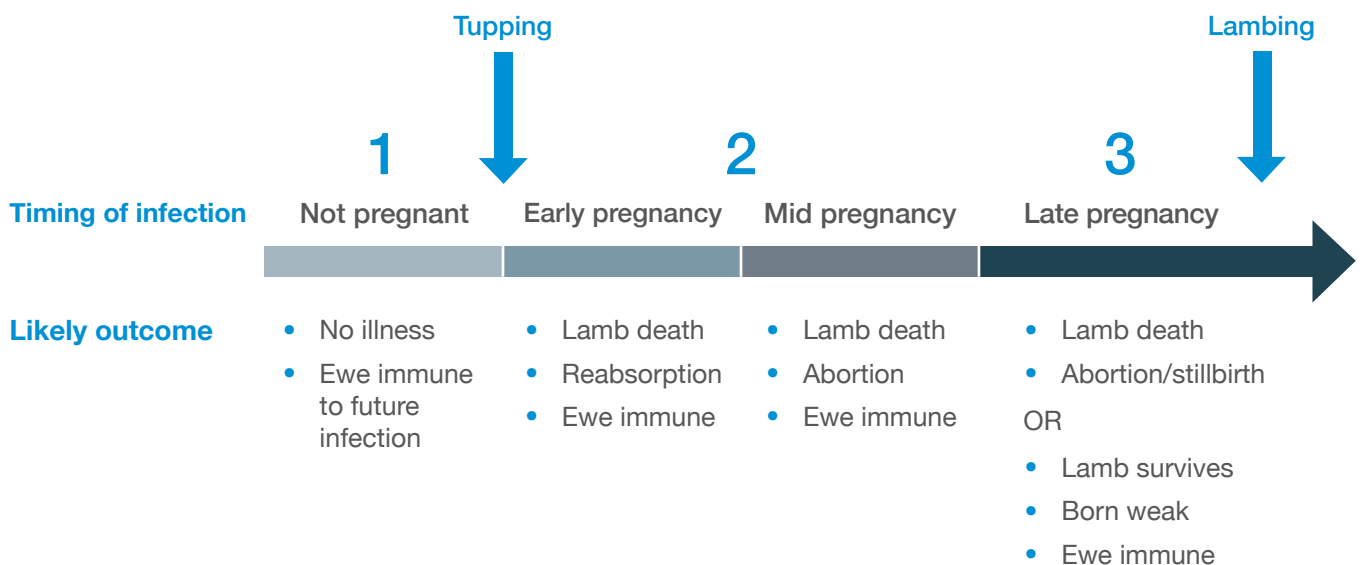 Tupping
Lambing
1
2
3
Timing of infection
Not pregnant
Early pregnancy
Mid pregnancy
Late pregnancy
Likely outcome
• No illness
• Ewe immune
to future
infection
• Lamb death
• Reabsorption
• Ewe immune
• Lamb death
• Abortion
• Ewe immune
• Lamb death
• Abortion/stillbirth
OR
• Lamb survives
• Born weak
• Ewe immune